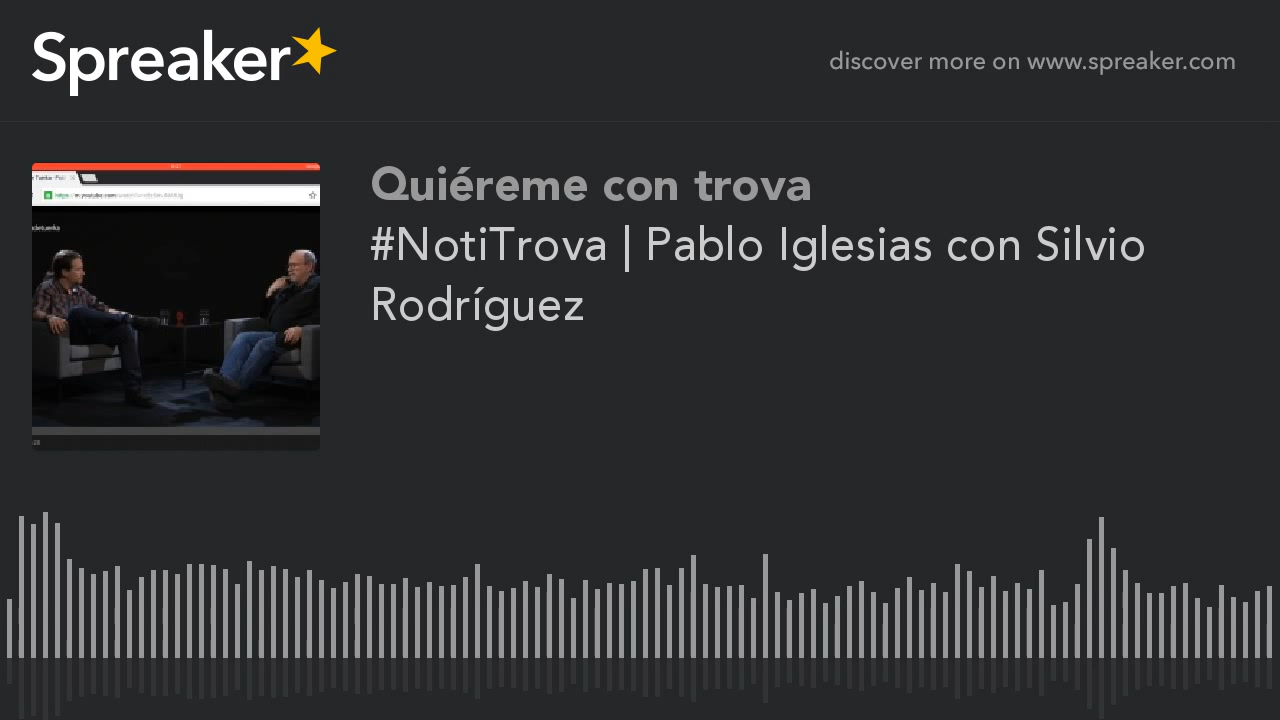 Spreaker
discover more on www.spreaker.com
Quiéreme con trova
#NotiTrova | Pablo Iglesias con Silvio
Rodríguez